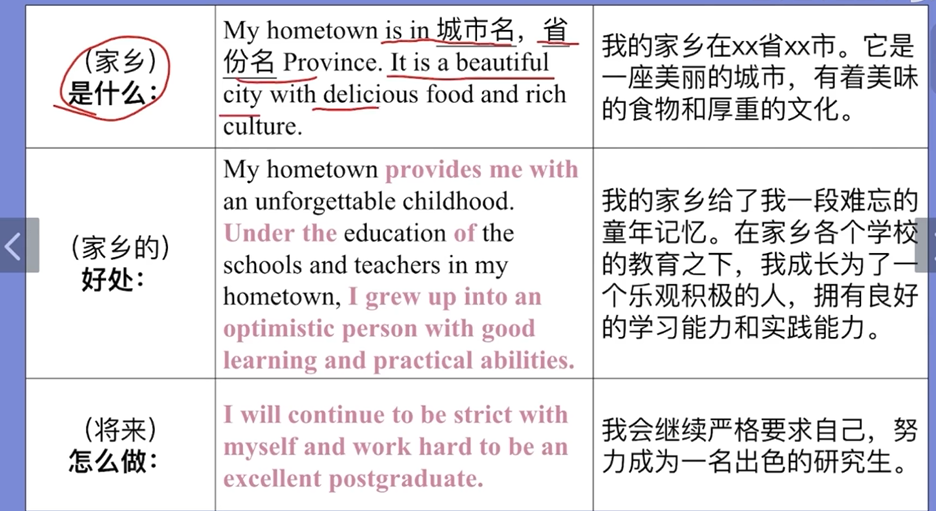 （家乡）
是什么：
My hometown is in 城市名，省
份名 Province. It is a beautiful
city with delicious food and rich
culture.
我的家乡在xx省xx市。它是
一座美丽的城市，有着美味
的食物和厚重的文化。
（家乡的）
好处：
My hometown provides me with
an unforgettable childhood.
Under the education of the
schools and teachers in my
hometown, I grew up into an
optimistic person with good
learning and practical abilities.
我的家乡给了我一段难忘的
童年记忆。在家乡各个学校
的教育之下，我成长为了一
个乐观积极的人，拥有良好
的学习能力和实践能力。
（将来）
怎么做：
I will continue to be strict with
myself and work hard to be an
excellent postgraduate.
我会继续严格要求自己，努
力成为一名出色的研究生。